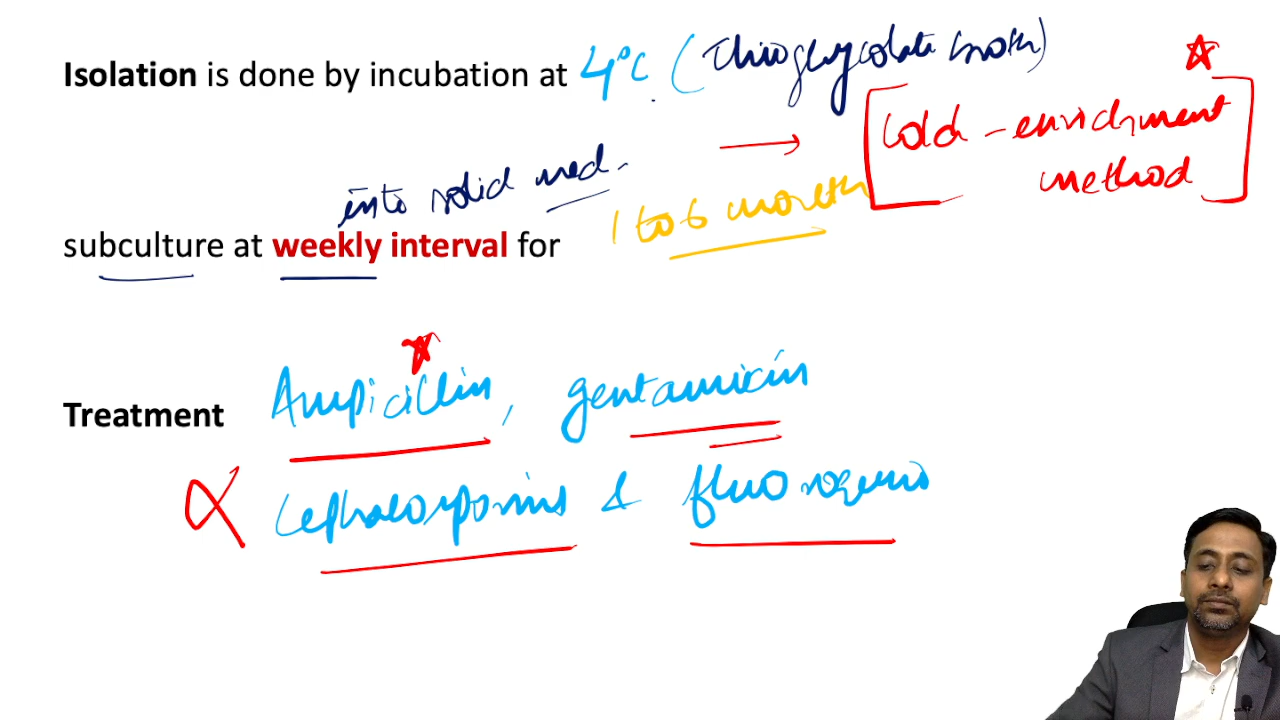 Isolation is done by incubation at 4°C (Thioglycolate broth)
→ [cold-enrichment
method]
into solid med.
subculture at weekly interval for 1 to 6 month
Treatment Ampicillin, gentamicin
Cephalosporins &